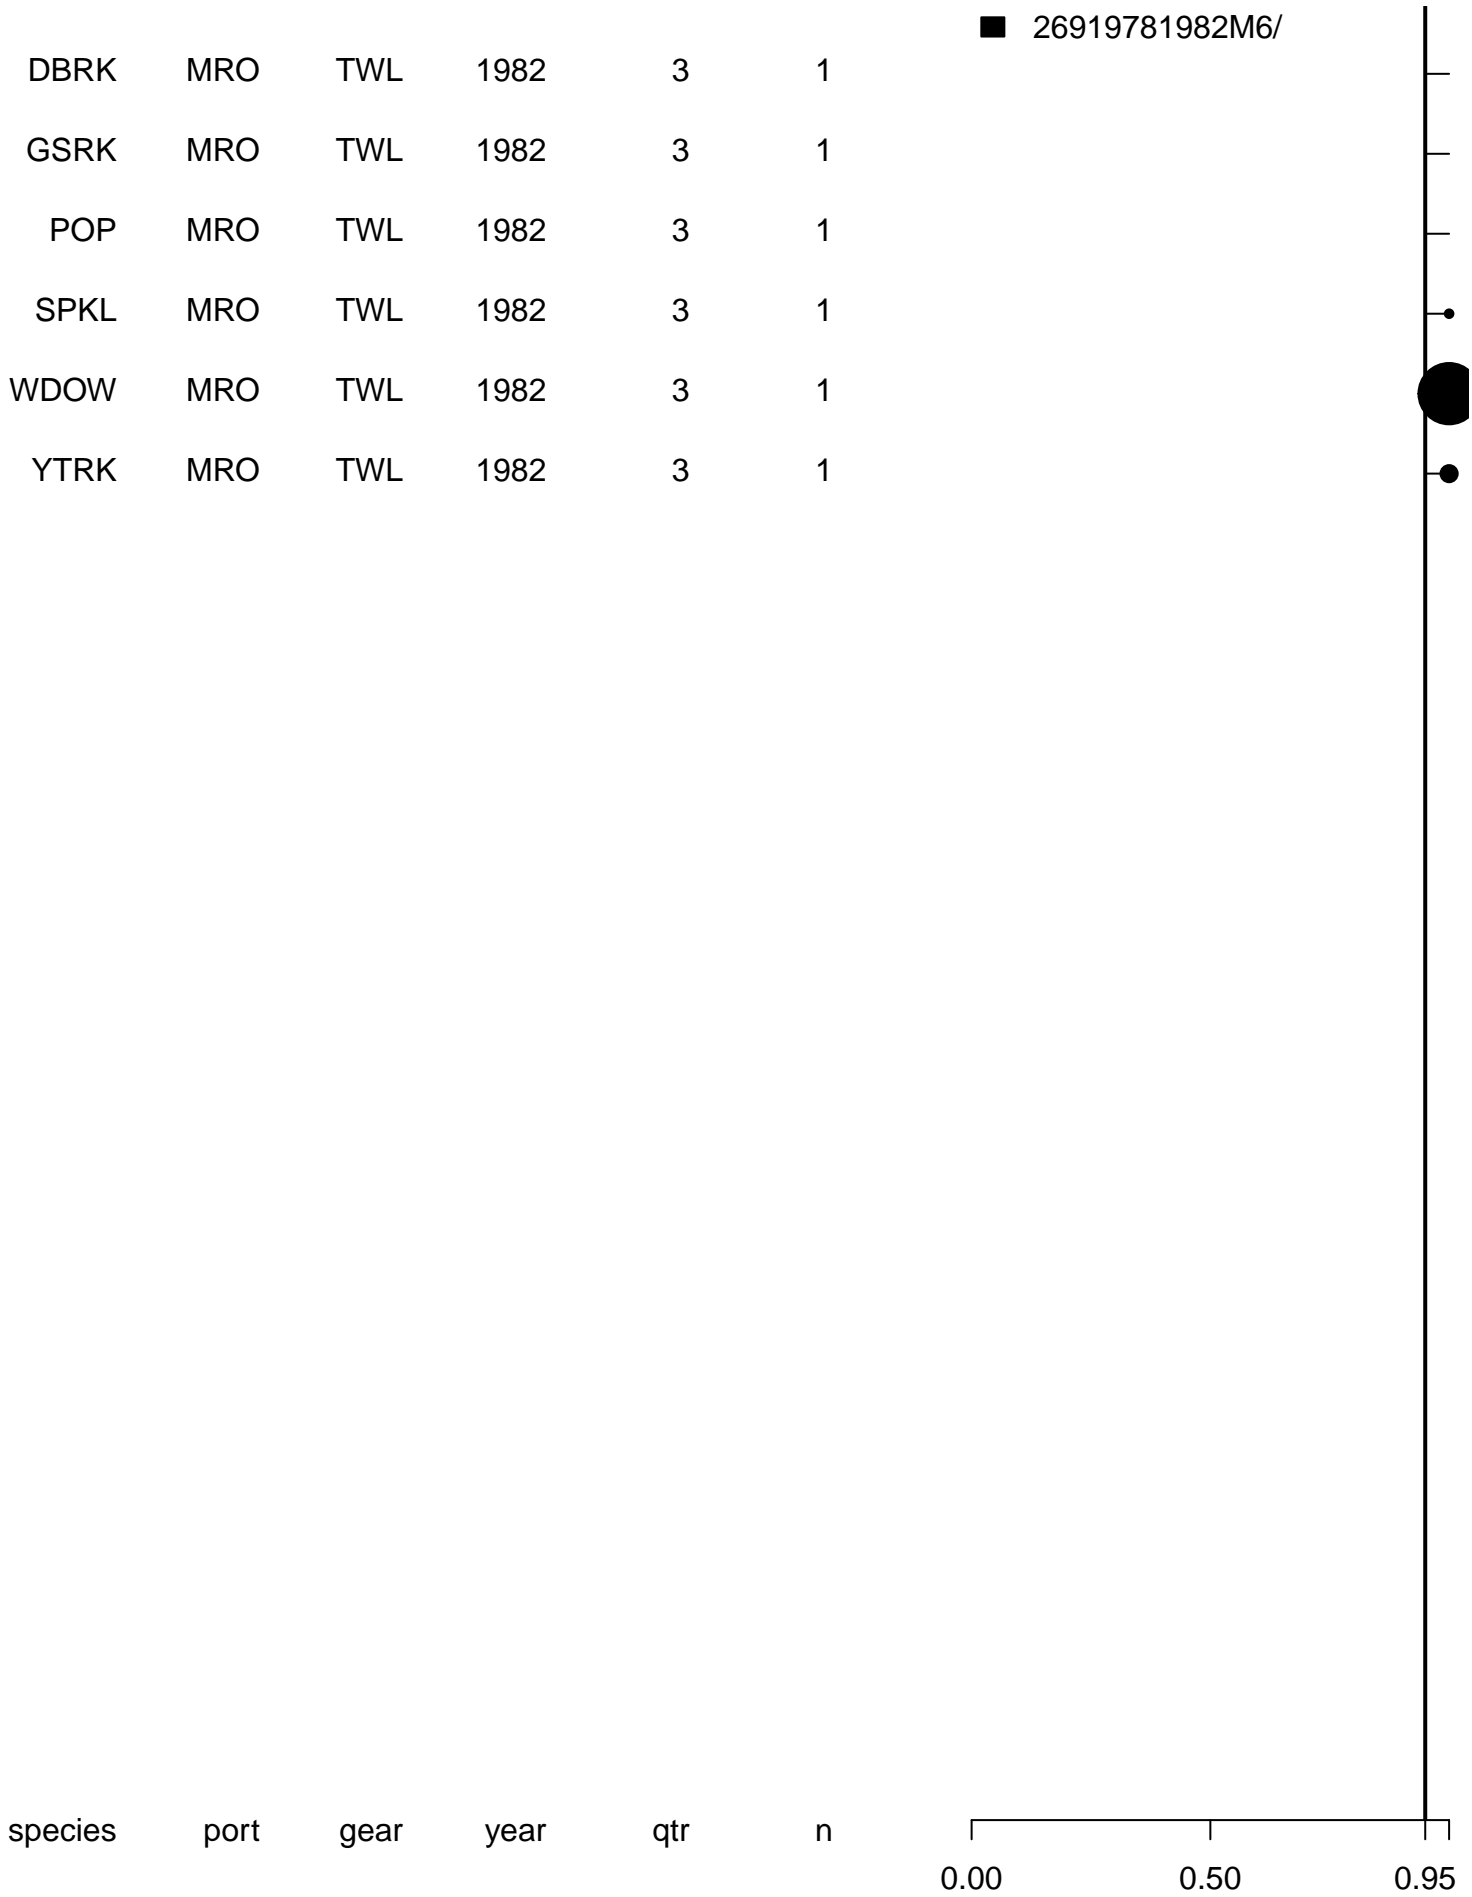 26919781982M6/
DBRK MRO TWL 1982 3 1
GSRK MRO TWL 1982 3 1
POP MRO TWL 1982 3 1
SPKL MRO TWL 1982 3 1
WDOW MRO TWL 1982 3 1
YTRK MRO TWL 1982 3 1
species port gear year qtr n
0.00 0.50 0.95